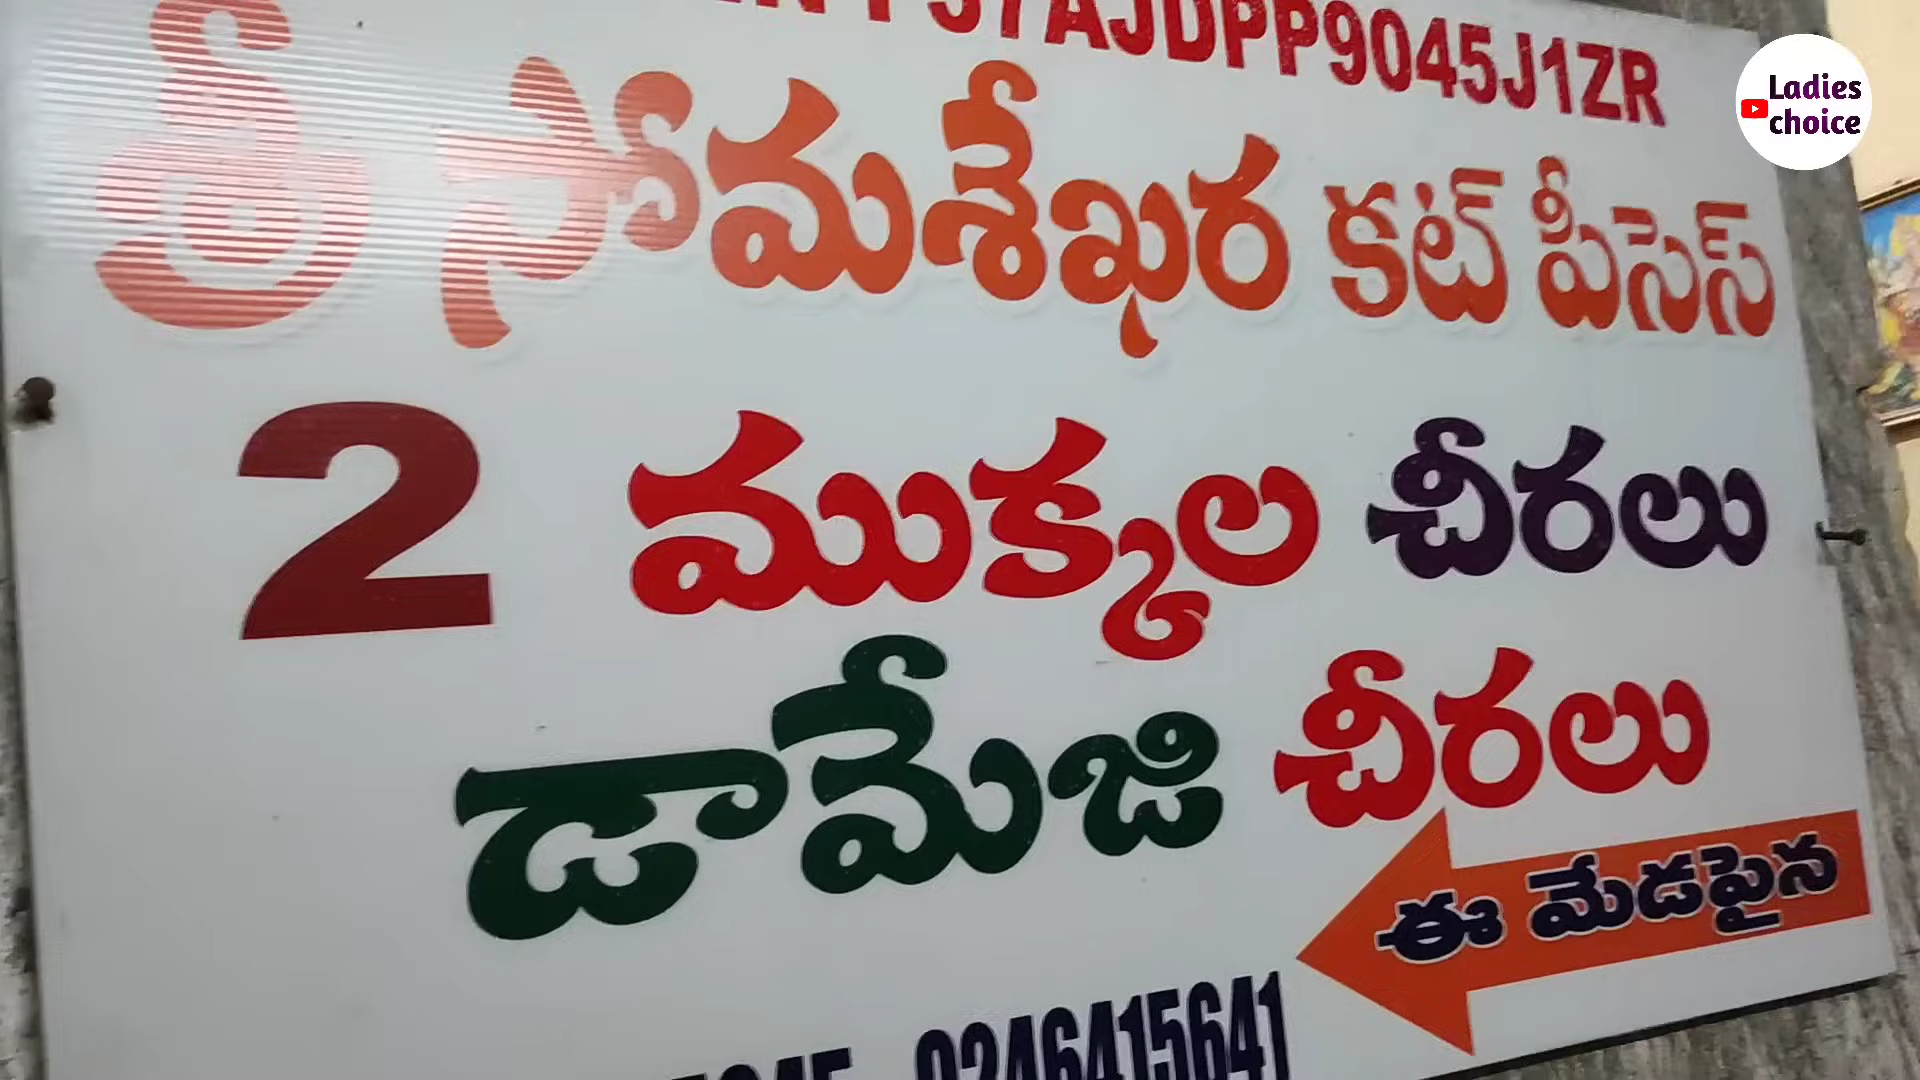 37AJDPP9045J1ZR
Ladies
choice
శ్రీ సోమశేఖర కట్ పీసెస్
2 ముక్కల చీరలు
డామేజి చీరలు
ఈ మేడపైన
9246415641